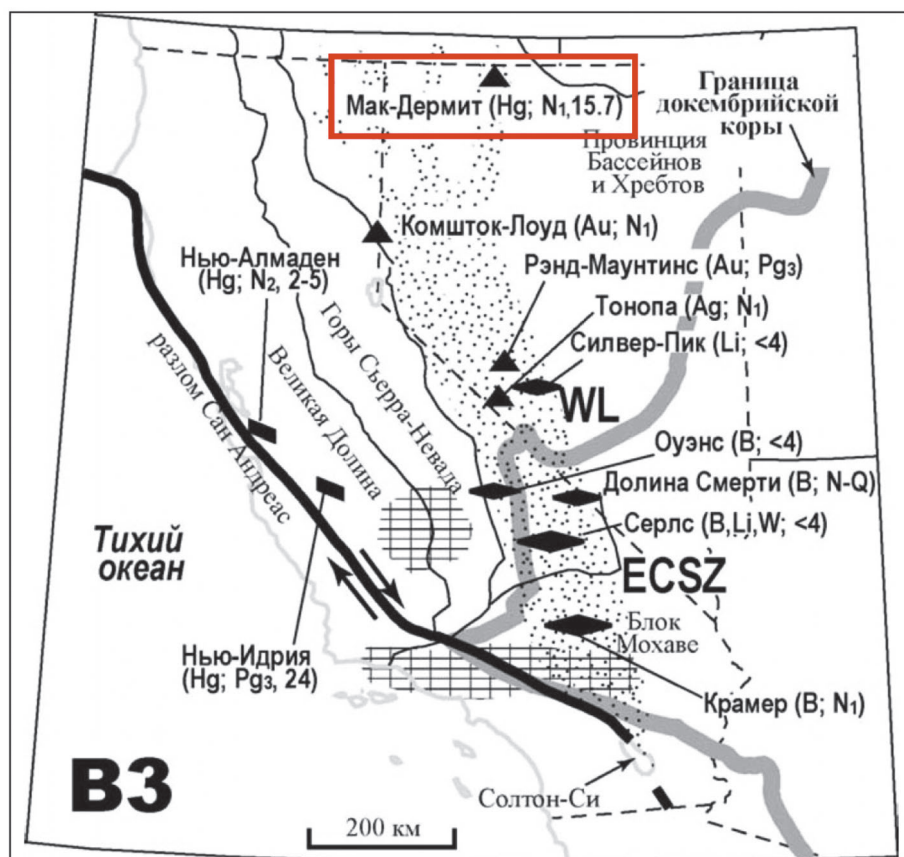 Мак-Дермит (Hg; N1,15.7)
Граница
докембрийской
коры
Провинция
Бассейнов
и Хребтов
Комшток-Лоуд (Au; N1)
Нью-Алмаден
(Hg; N2, 2-5)
Рэнд-Маунтинс (Au; Pg3)
Тонопа (Ag; N1)
Силвер-Пик (Li; <4)
WL
Горы Сьерра-Невада
Великая Долина
разлом Сан Андреас
Оуэнс (B; <4)
Долина Смерти (B; N-Q)
Серлс (B,Li,W; <4)
ECSZ
Тихий
океан
Блок
Мохаве
Нью-Идрия
(Hg; Pg3, 24)
Крамер (B; N1)
B3
Солтон-Си
200 км